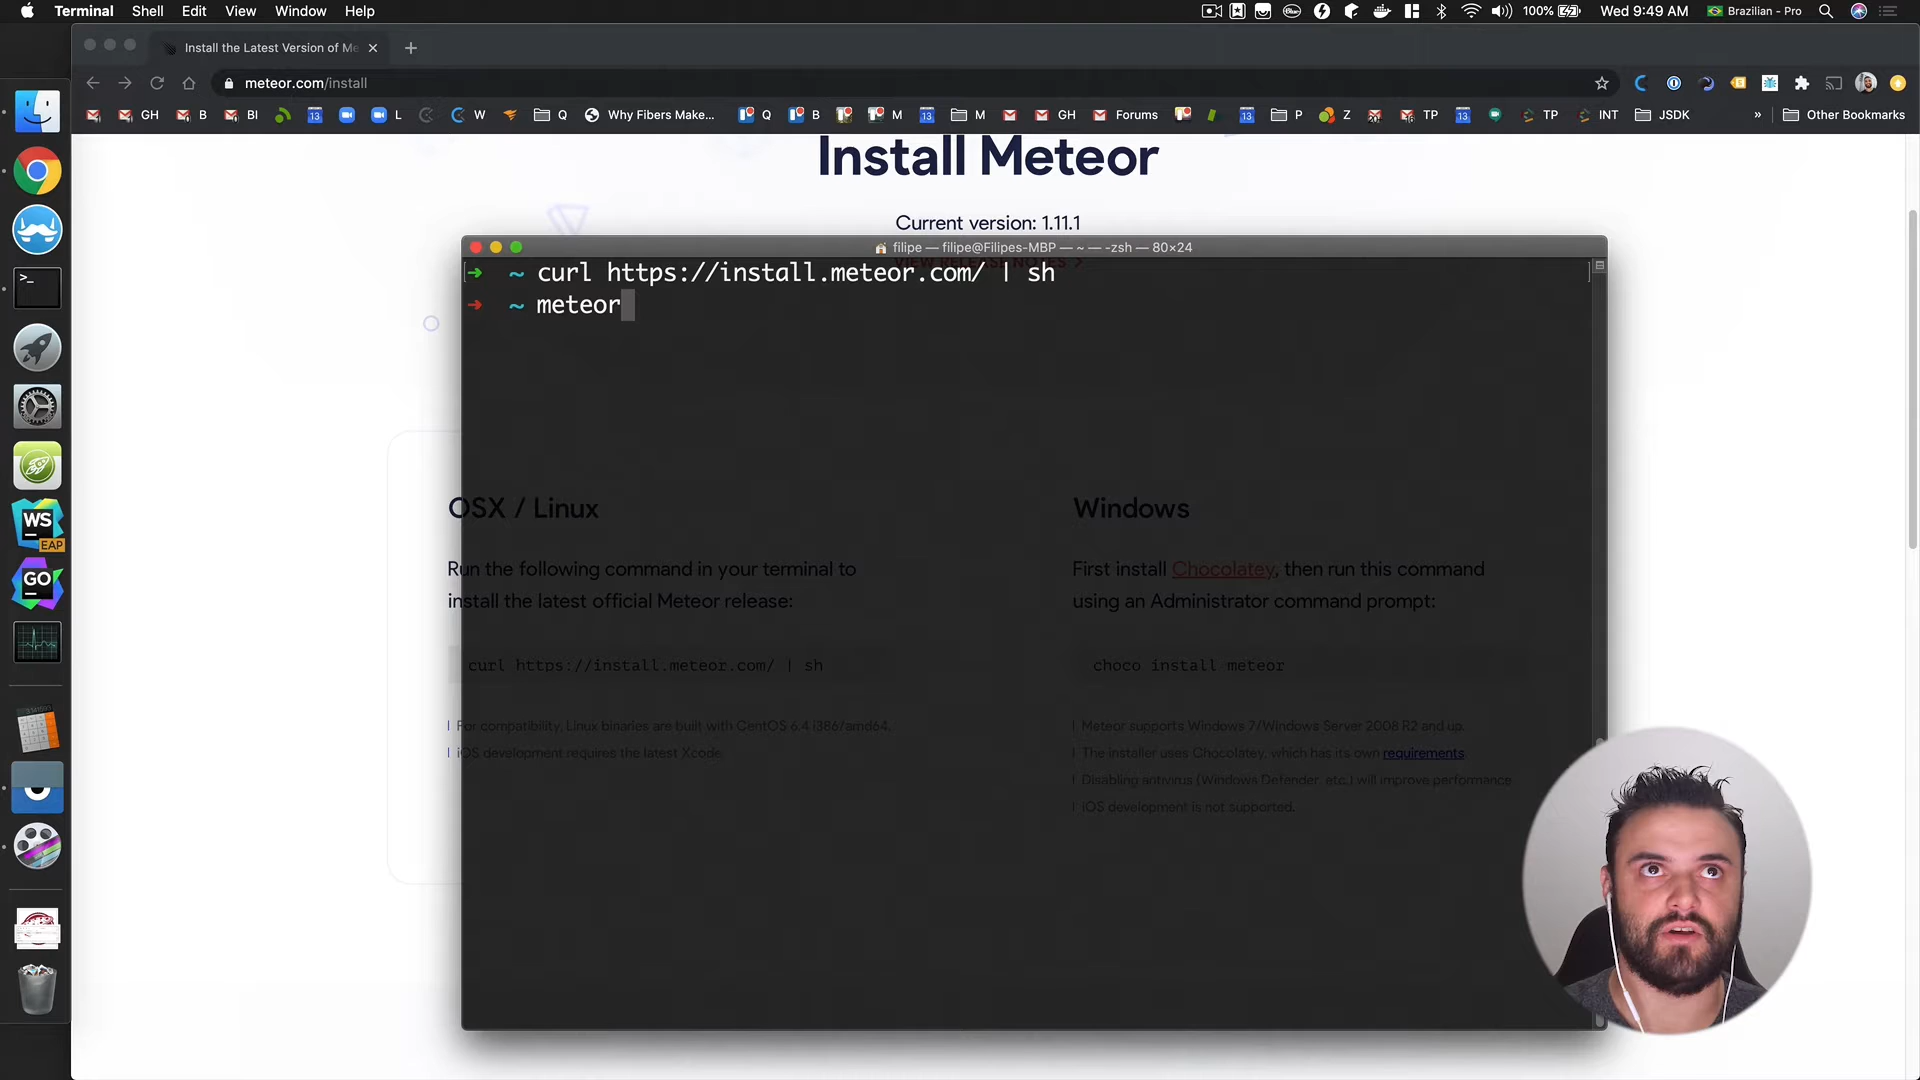 Terminal Shell Edit View Window Help
100% Wed 9:49 AM Brazilian - Pro
Install the Latest Version of Me
meteor.com/install
GH B BI 13 L W Q Why Fibers Make... Q B M 13 M GH Forums 13 P Z TP 13 TP INT JSDK » Other Bookmarks
Install Meteor
Current version: 1.11.1
filipe — filipe@Filipes-MBP — ~ — -zsh — 80×24
VIEW RELEASE NOTES >
➜ ~ curl https://install.meteor.com/ | sh
➜ ~ meteor
OSX / Linux
Run the following command in your terminal to
install the latest official Meteor release:
curl https://install.meteor.com/ | sh
For compatibility, Linux binaries are built with CentOS 6.4 i386/amd64.
iOS development requires the latest Xcode.
Windows
First install Chocolatey, then run this command
using an Administrator command prompt:
choco install meteor
Meteor supports Windows 7/Windows Server 2008 R2 and up.
The installer uses Chocolatey, which has its own requirements.
Disabling antivirus (Windows Defender, etc.) will improve performance.
iOS development is not supported.
WS
EAP
GO